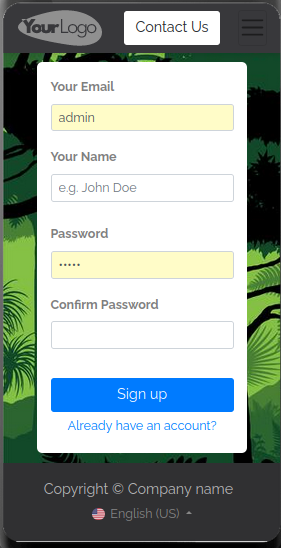 YourLogo
Contact Us
Your Email
admin
Your Name
e.g. John Doe
Password
•••••
Confirm Password
Sign up
Already have an account?
Copyright © Company name
English (US)